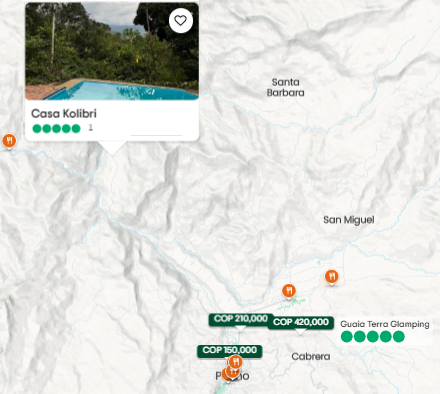 Casa Kolibri
1
Santa
Barbara
San Miguel
COP 210,000
COP 420,000
Guaia Terra Glamping
COP 150,000
Cabrera